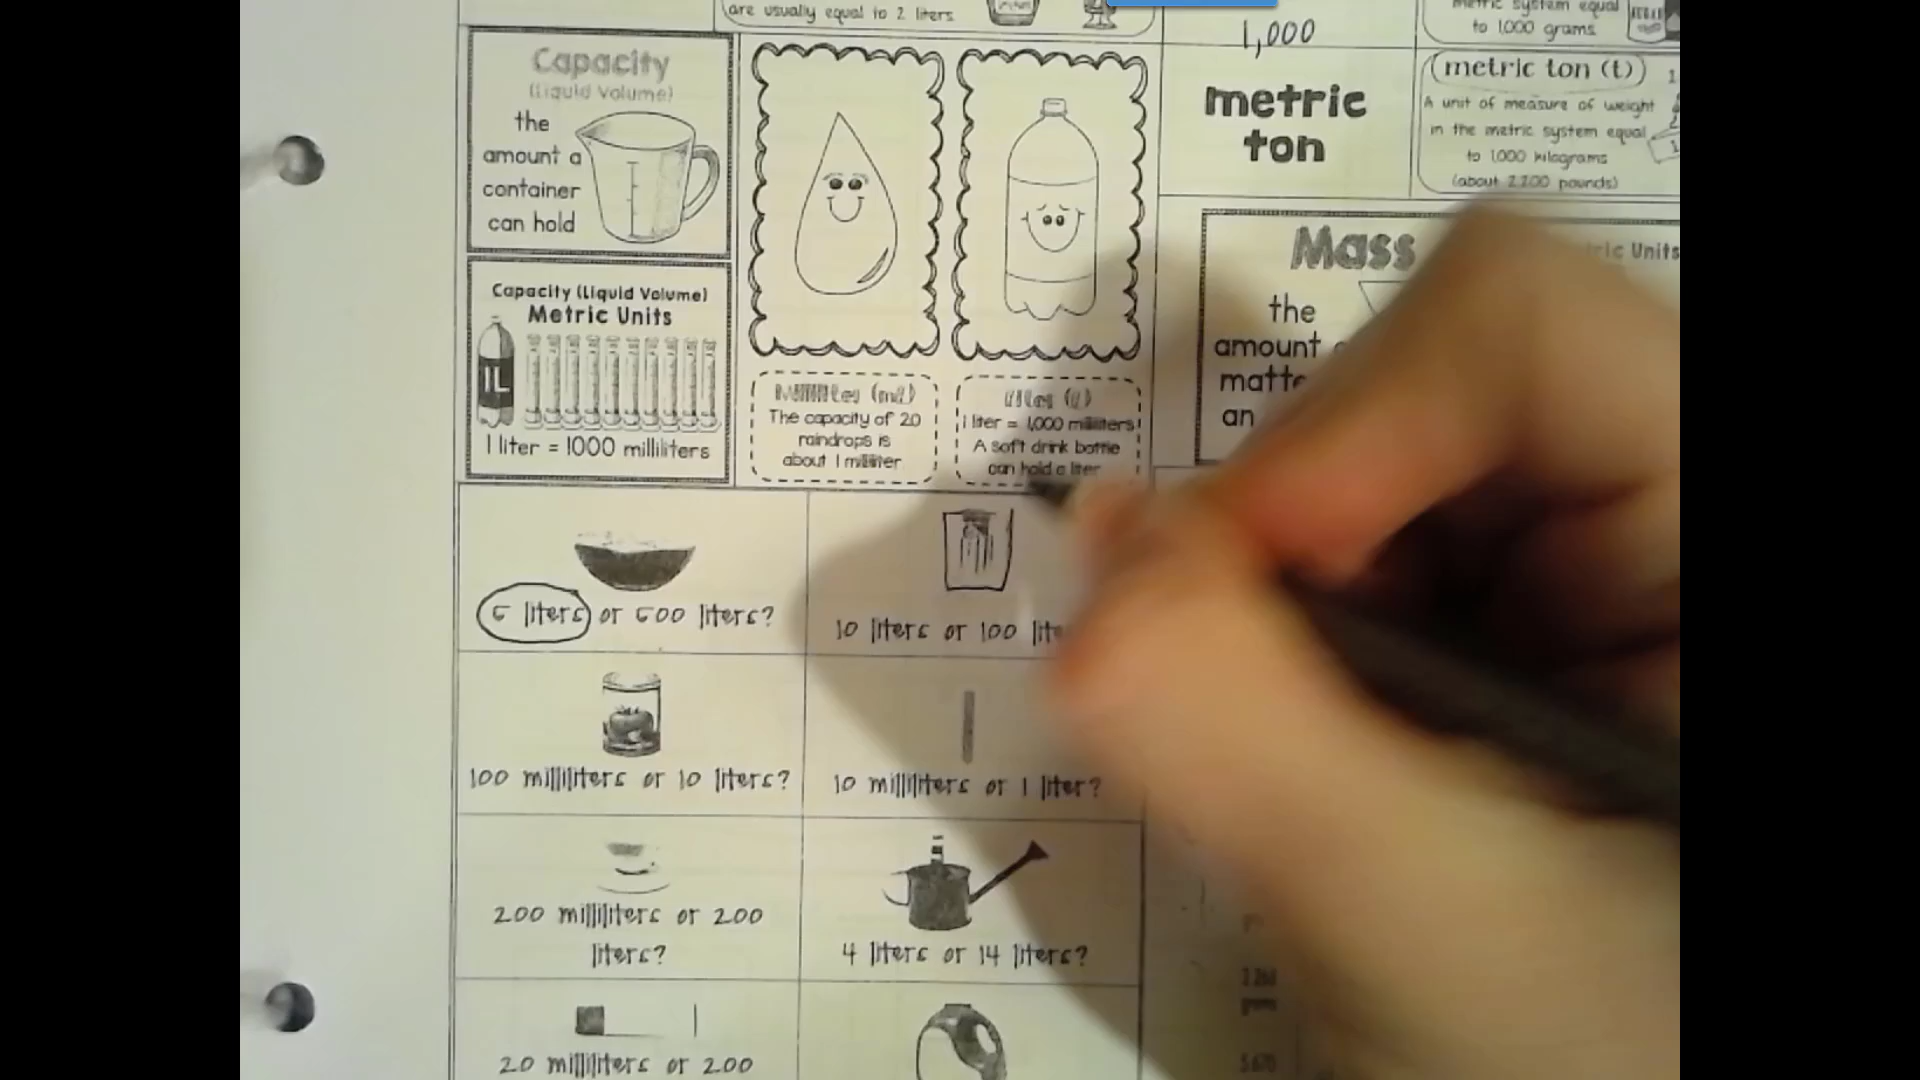 are usually equal to 2 liters
1,000
metric system equal
to 1,000 grams
Capacity
(Liquid Volume)
the
amount a
container
can hold
metric
ton
metric ton (t)
A unit of measure of weight
in the metric system equal
to 1,000 kilograms
(about 2,200 pounds)
Capacity (Liquid Volume)
Metric Units
1L
1 liter = 1000 milliliters
The capacity of 20
raindrops is
about 1 milliliter
1 liter = 1,000 milliliters
A soft drink bottle
can hold a liter
Mass
Units
the
amount
an
5 liters or 500 liters?
10 liters or 100
100 milliliters or 10 liters?
10 milliliters or 1 liter?
200 milliliters or 200
liters?
4 liters or 14 liters?
20 milliliters or 200